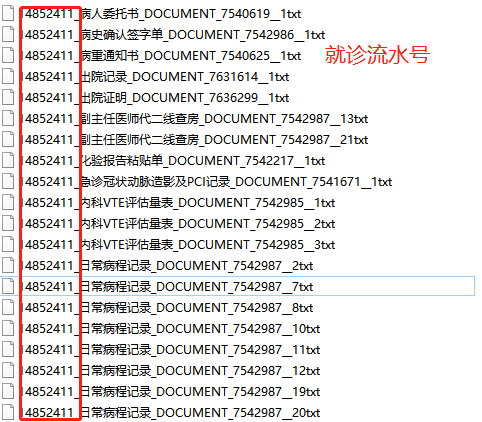 4852411_病人委托书_DOCUMENT_7540619__1txt
4852411_病史确认签字单_DOCUMENT_7542986__1txt
4852411_病重通知书_DOCUMENT_7540625__1txt
就诊流水号
4852411_出院记录_DOCUMENT_7631614__1txt
4852411_出院证明_DOCUMENT_7636299__1txt
4852411_副主任医师代二线查房_DOCUMENT_7542987__13txt
4852411_副主任医师代二线查房_DOCUMENT_7542987__21txt
4852411_化验报告粘贴单_DOCUMENT_7542217__1txt
4852411_急诊冠状动脉造影及PCI记录_DOCUMENT_7541671__1txt
4852411_内科VTE评估量表_DOCUMENT_7542985__1txt
4852411_内科VTE评估量表_DOCUMENT_7542985__2txt
4852411_内科VTE评估量表_DOCUMENT_7542985__3txt
4852411_日常病程记录_DOCUMENT_7542987__2txt
4852411_日常病程记录_DOCUMENT_7542987__7txt
4852411_日常病程记录_DOCUMENT_7542987__8txt
4852411_日常病程记录_DOCUMENT_7542987__10txt
4852411_日常病程记录_DOCUMENT_7542987__11txt
4852411_日常病程记录_DOCUMENT_7542987__12txt
4852411_日常病程记录_DOCUMENT_7542987__19txt
4852411_日常病程记录_DOCUMENT_7542987__20txt